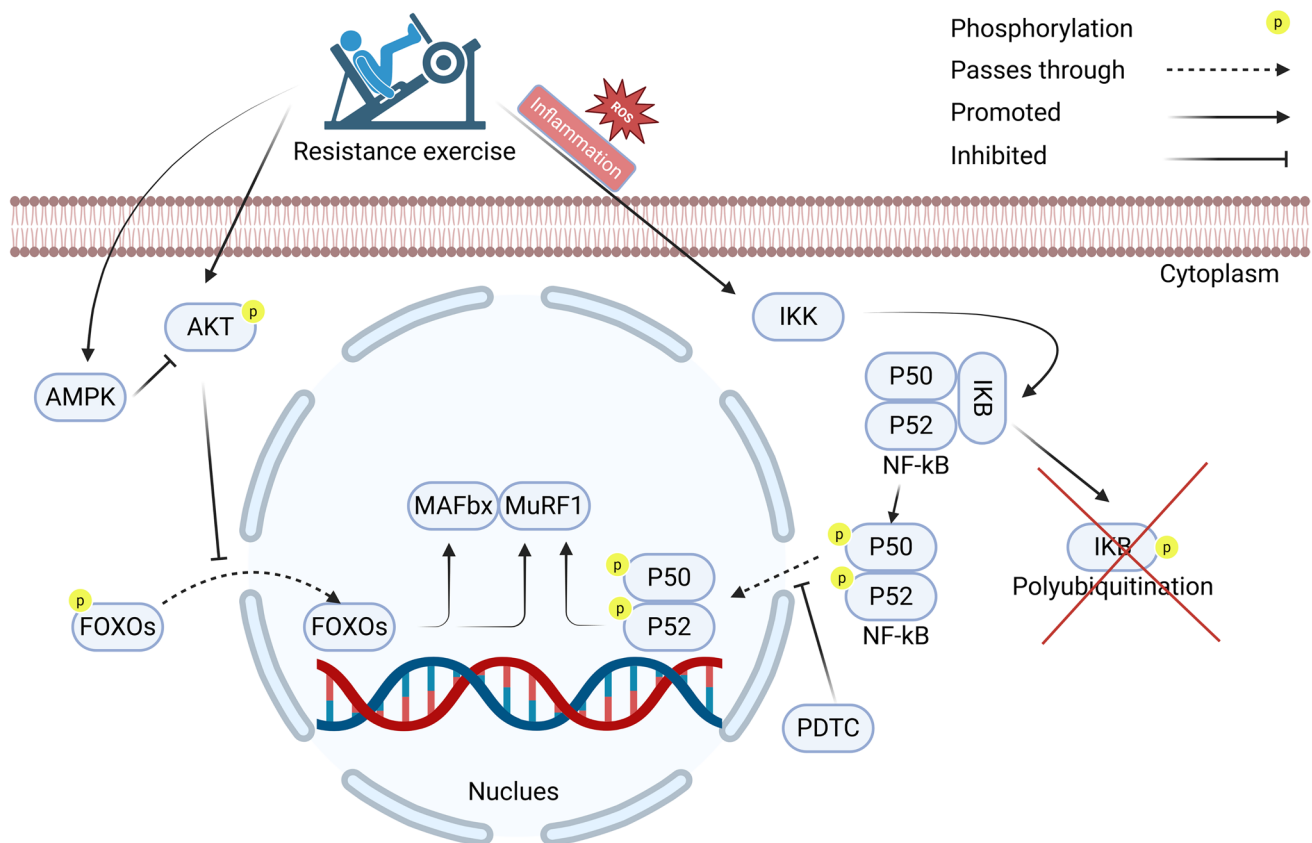 Phosphorylation p
Passes through
Promoted
Inhibited
ROS
Inflammation
Resistance exercise
Cytoplasm
AKT p
IKK
AMPK
P50
P52
IKB
NF-kB
MAFbx MuRF1
p P50
p P52
NF-kB
IKB p
Polyubiquitination
p P50
p P52
p
FOXOs
FOXOs
PDTC
Nuclues